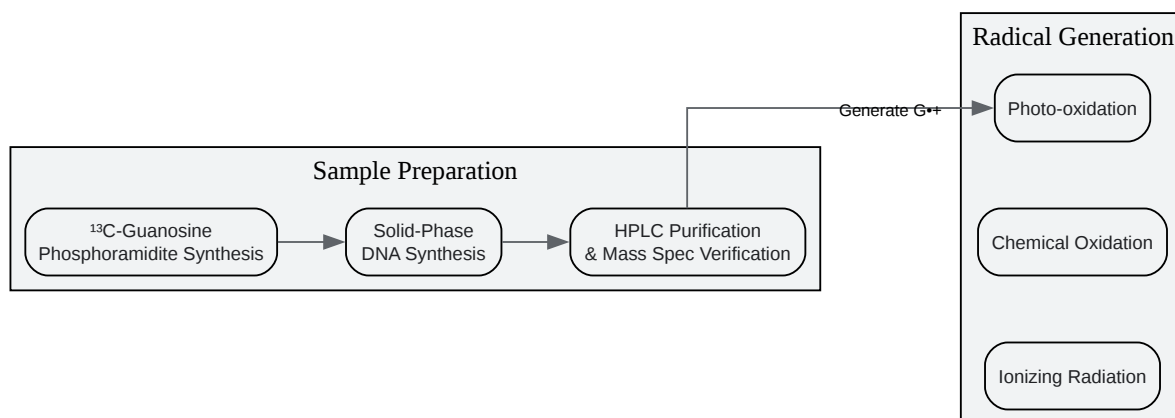 Radical Generation
Photo-oxidation
Generate G•+
Sample Preparation
¹³C-Guanosine
Phosphoramidite Synthesis
Solid-Phase
DNA Synthesis
HPLC Purification
& Mass Spec Verification
Chemical Oxidation
Ionizing Radiation